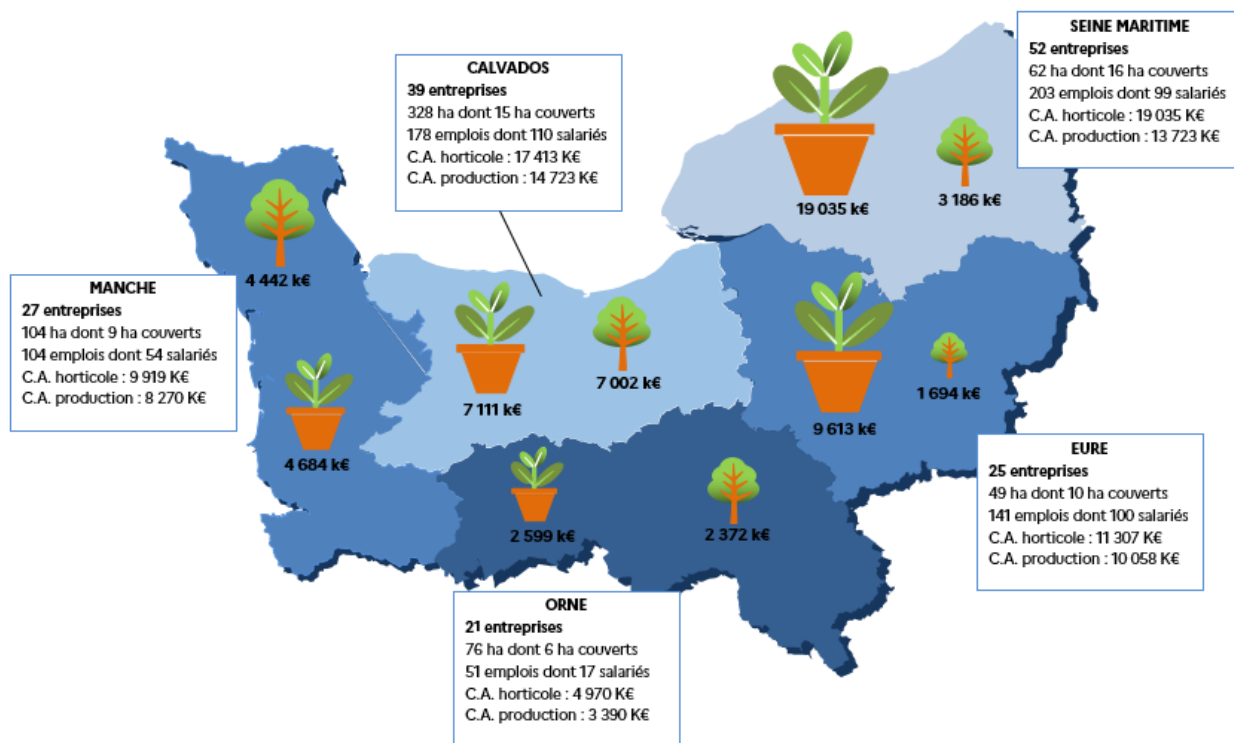 SEINE MARITIME
52 entreprises
62 ha dont 16 ha couverts
203 emplois dont 99 salariés
C.A. horticole : 19 035 K€
C.A. production : 13 723 K€
CALVADOS
39 entreprises
328 ha dont 15 ha couverts
178 emplois dont 110 salariés
C.A. horticole : 17 413 K€
C.A. production : 14 723 K€
19 035 k€
3 186 k€
4 442 k€
MANCHE
27 entreprises
104 ha dont 9 ha couverts
104 emplois dont 54 salariés
C.A. horticole : 9 919 K€
C.A. production : 8 270 K€
4 684 k€
7 111 k€
7 002 k€
9 613 k€
1 694 k€
EURE
25 entreprises
49 ha dont 10 ha couverts
141 emplois dont 100 salariés
C.A. horticole : 11 307 K€
C.A. production : 10 058 K€
2 599 k€
2 372 k€
ORNE
21 entreprises
76 ha dont 6 ha couverts
51 emplois dont 17 salariés
C.A. horticole : 4 970 K€
C.A. production : 3 390 K€